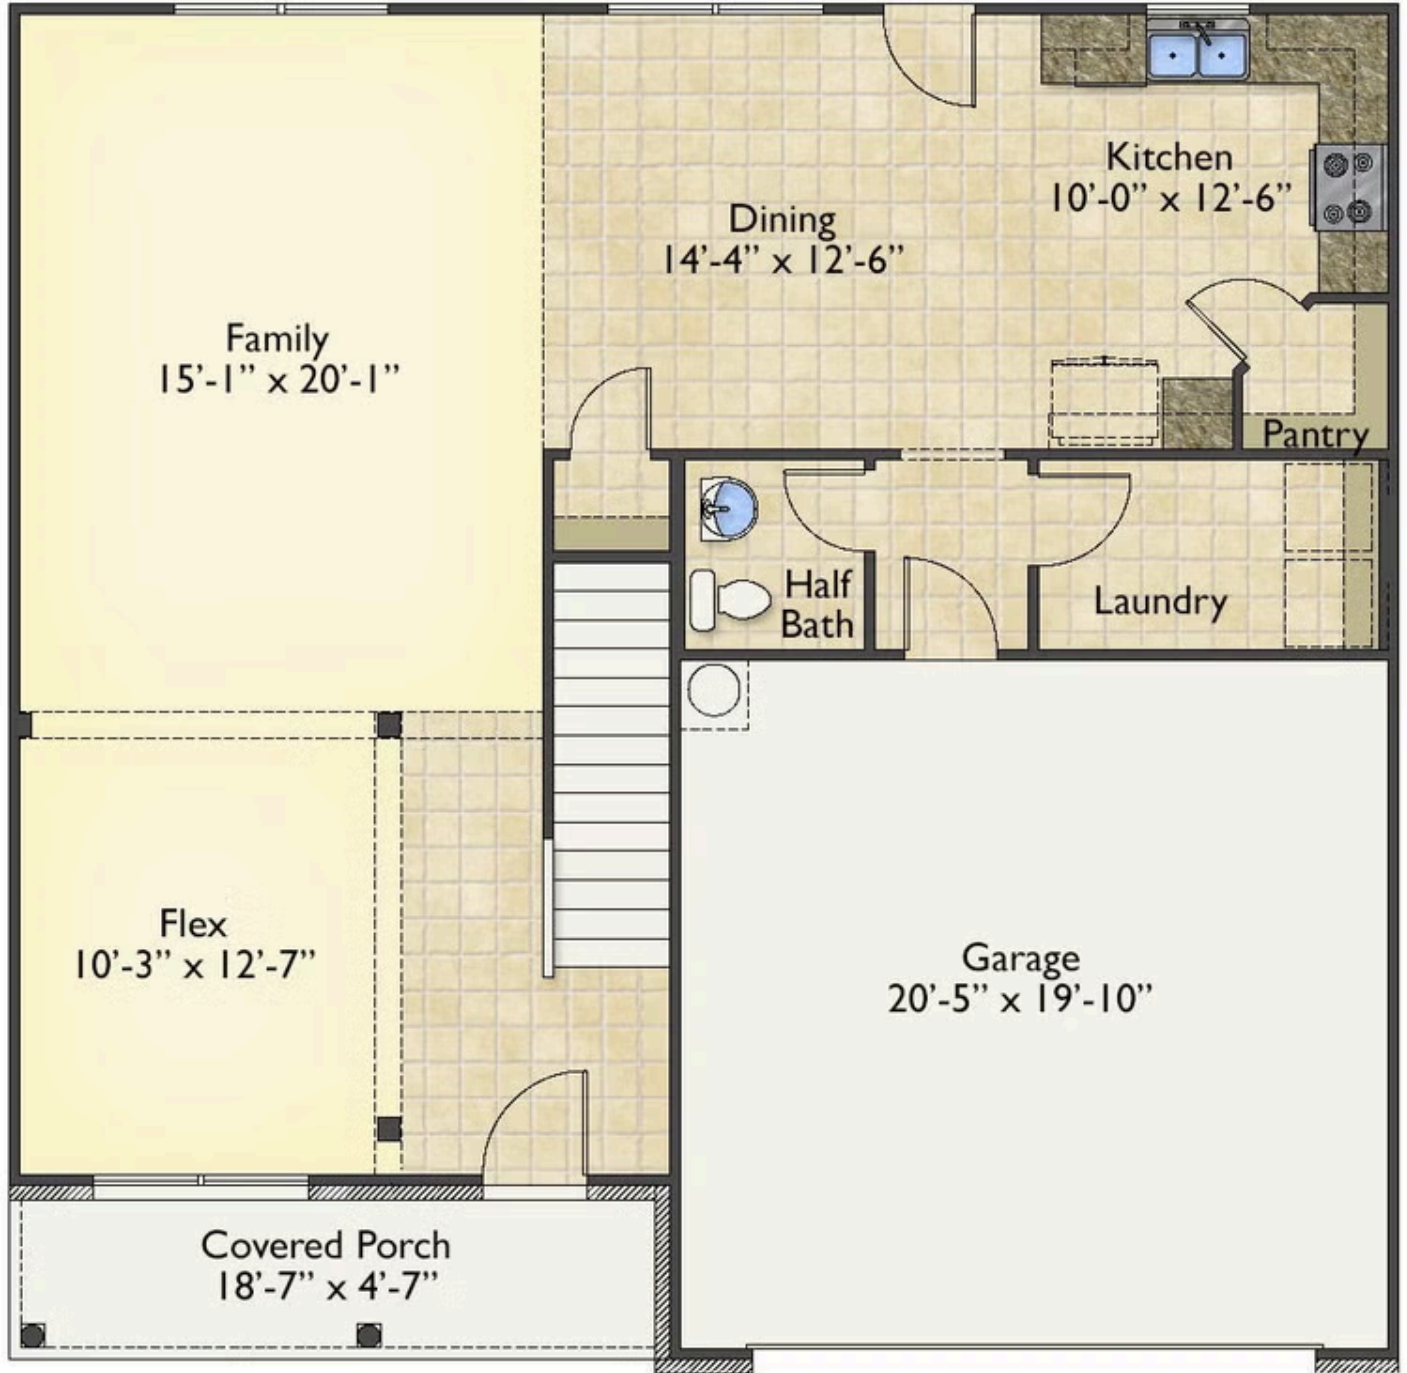 Kitchen
10’-0” x 12’-6”
Dining
14’-4” x 12’-6”
Family
15’-1” x 20’-1”
Pantry
Half
Bath
Laundry
Flex
10’-3” x 12’-7”
Garage
20’-5” x 19’-10”
Covered Porch
18’-7” x 4’-7”